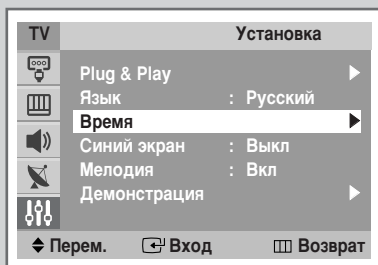 TV Установка
Plug & Play
Язык : Русский
Время
Синий экран : Выкл
Мелодия : Вкл
Демонстрация
Перем. Вход Возврат